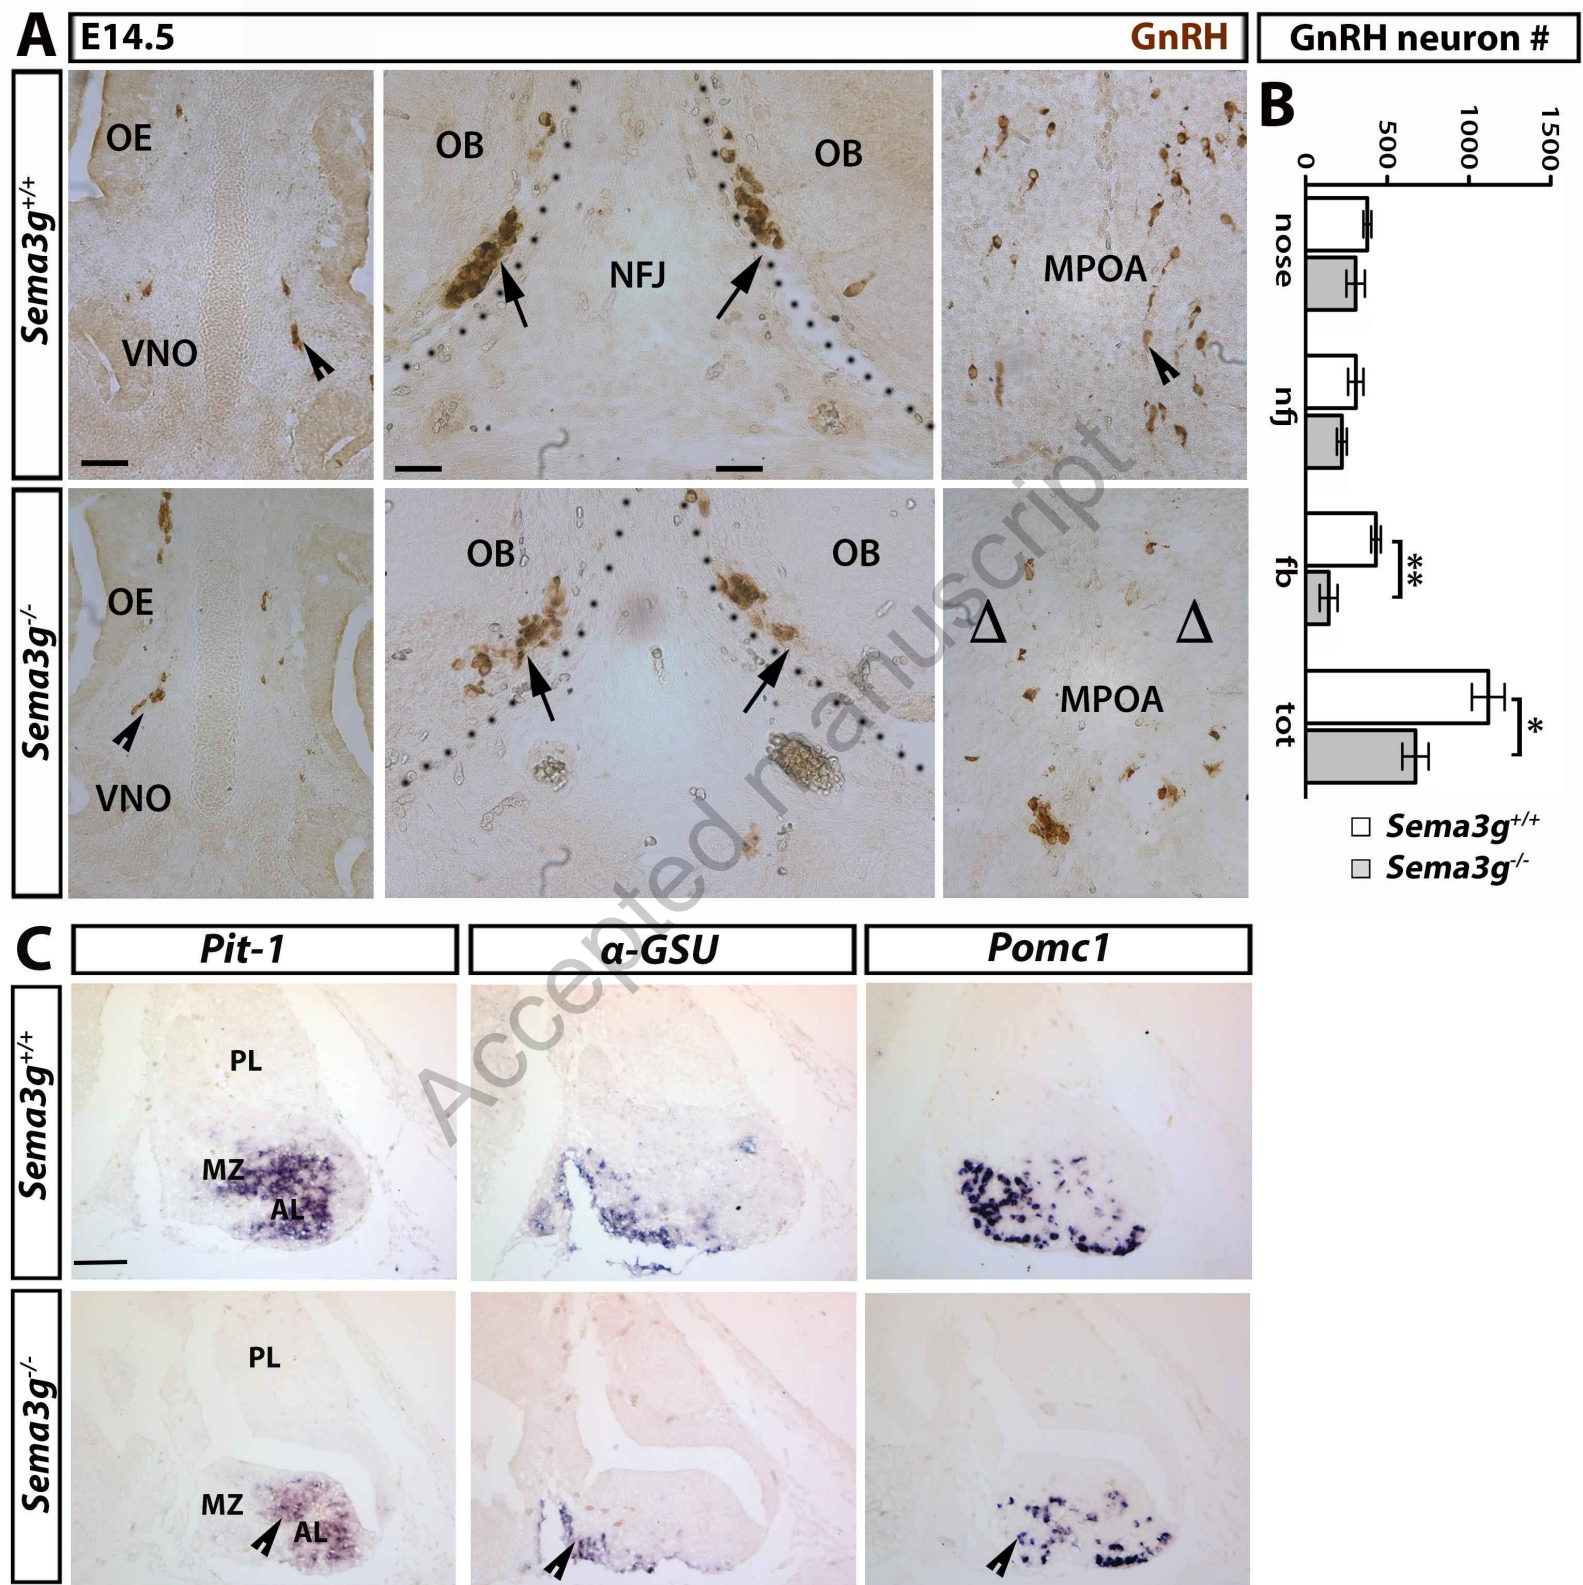 A
E14.5
GnRH
GnRH neuron #
Sema3g+/+
OE
VNO
OB
OB
NFJ
MPOA
Sema3g-/-
OE
VNO
OB
OB
MPOA
B
0
500
1000
1500
nose
nfj
fb
**
tot
*
Sema3g+/+
Sema3g-/-
C
Pit-1
α-GSU
Pomc1
Sema3g+/+
PL
MZ
AL
Sema3g-/-
PL
MZ
AL
Accepted manuscript